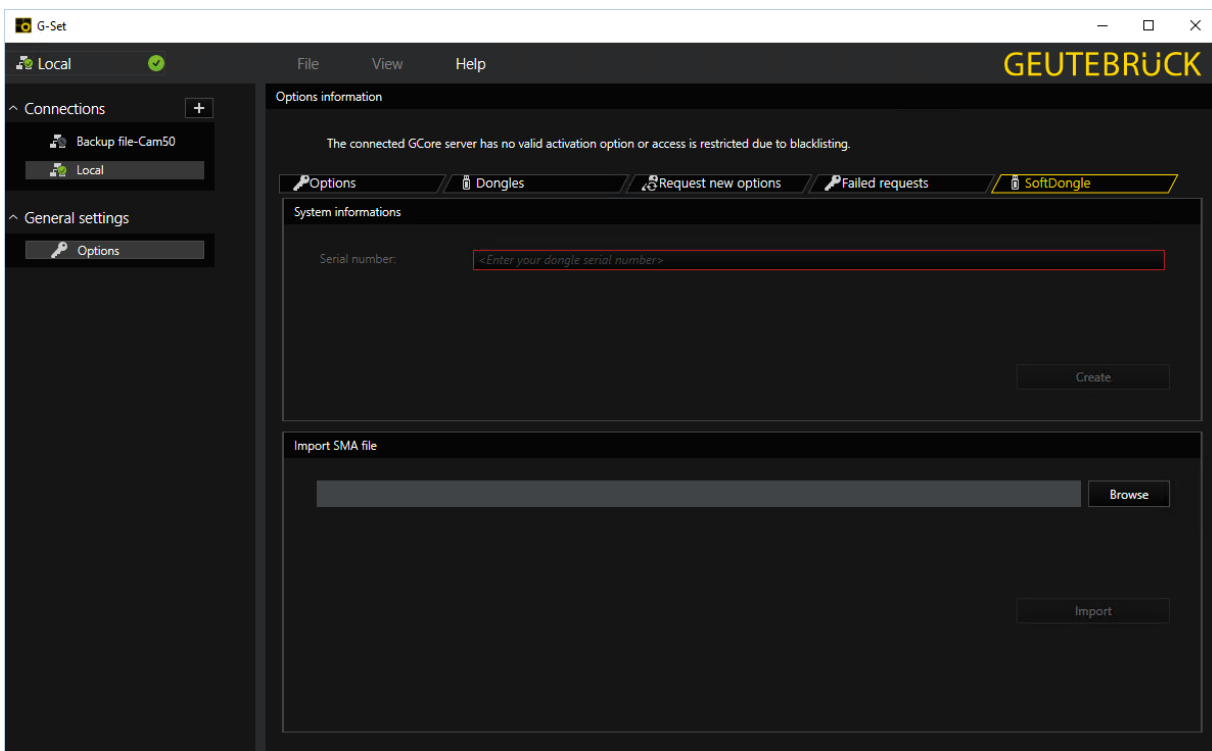 G-Set
Local
File View Help
GEUTEBRÜCK
Connections
Backup file-Cam50
Local
General settings
Options
Options information
The connected GCore server has no valid activation option or access is restricted due to blacklisting.
Options Dongles Request new options Failed requests SoftDongle
System informations
Serial number: <Enter your dongle serial number>
Create
Import SMA file
Browse
Import